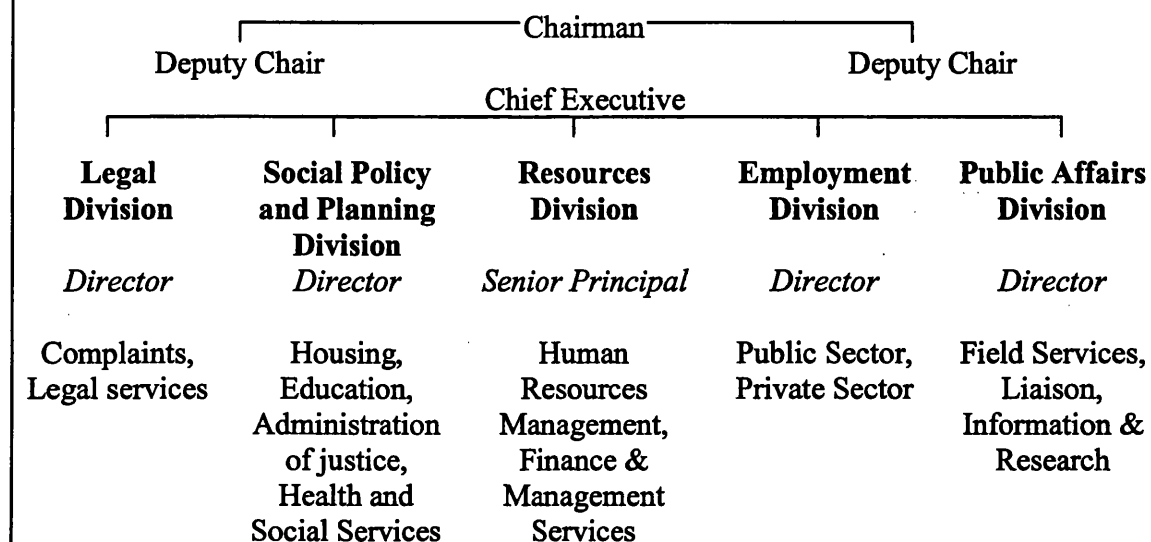 Chairman
Deputy Chair
Deputy Chair
Chief Executive
Legal
Division
Director
Complaints,
Legal services
Social Policy
and Planning
Division
Director
Housing,
Education,
Administration
of justice,
Health and
Social Services
Resources
Division
Senior Principal
Human
Resources
Management,
Finance &
Management
Services
Employment
Division
Director
Public Sector,
Private Sector
Public Affairs
Division
Director
Field Services,
Liaison,
Information &
Research